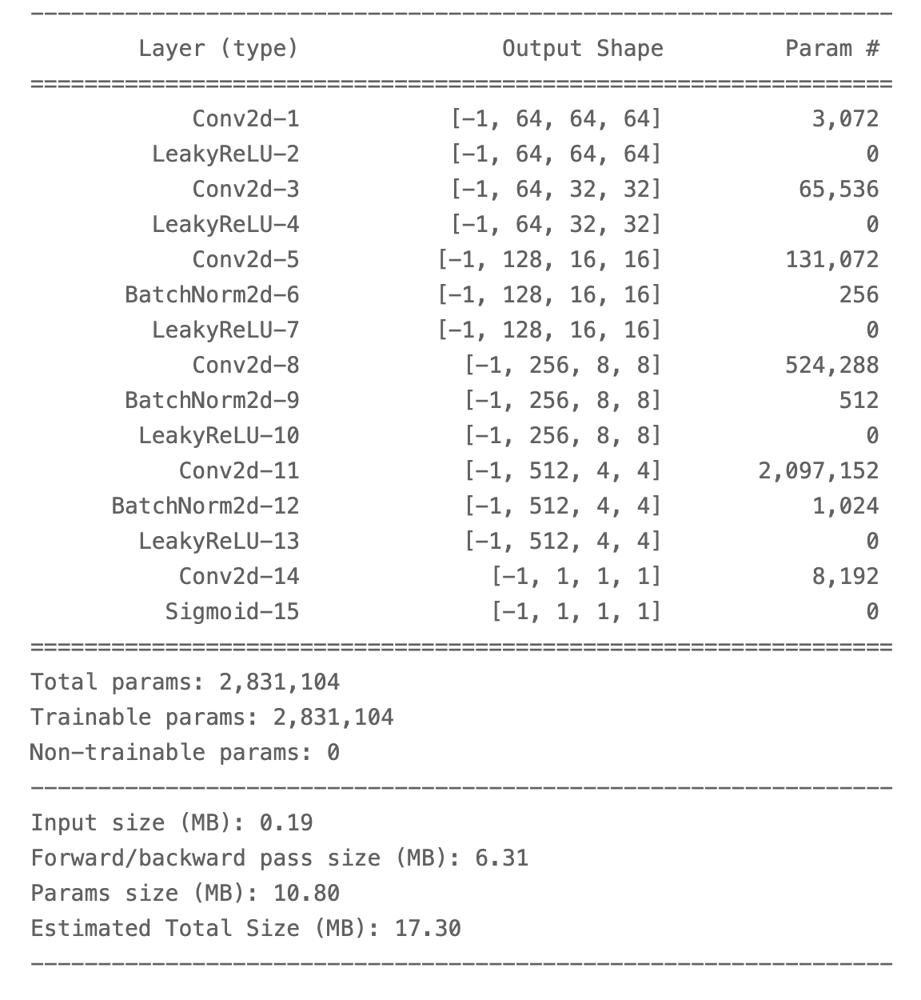 ----------------------------------------------------------------
Layer (type) Output Shape Param #
================================================================
Conv2d-1 [-1, 64, 64, 64] 3,072
LeakyReLU-2 [-1, 64, 64, 64] 0
Conv2d-3 [-1, 64, 32, 32] 65,536
LeakyReLU-4 [-1, 64, 32, 32] 0
Conv2d-5 [-1, 128, 16, 16] 131,072
BatchNorm2d-6 [-1, 128, 16, 16] 256
LeakyReLU-7 [-1, 128, 16, 16] 0
Conv2d-8 [-1, 256, 8, 8] 524,288
BatchNorm2d-9 [-1, 256, 8, 8] 512
LeakyReLU-10 [-1, 256, 8, 8] 0
Conv2d-11 [-1, 512, 4, 4] 2,097,152
BatchNorm2d-12 [-1, 512, 4, 4] 1,024
LeakyReLU-13 [-1, 512, 4, 4] 0
Conv2d-14 [-1, 1, 1, 1] 8,192
Sigmoid-15 [-1, 1, 1, 1] 0
================================================================
Total params: 2,831,104
Trainable params: 2,831,104
Non-trainable params: 0
----------------------------------------------------------------
Input size (MB): 0.19
Forward/backward pass size (MB): 6.31
Params size (MB): 10.80
Estimated Total Size (MB): 17.30
----------------------------------------------------------------